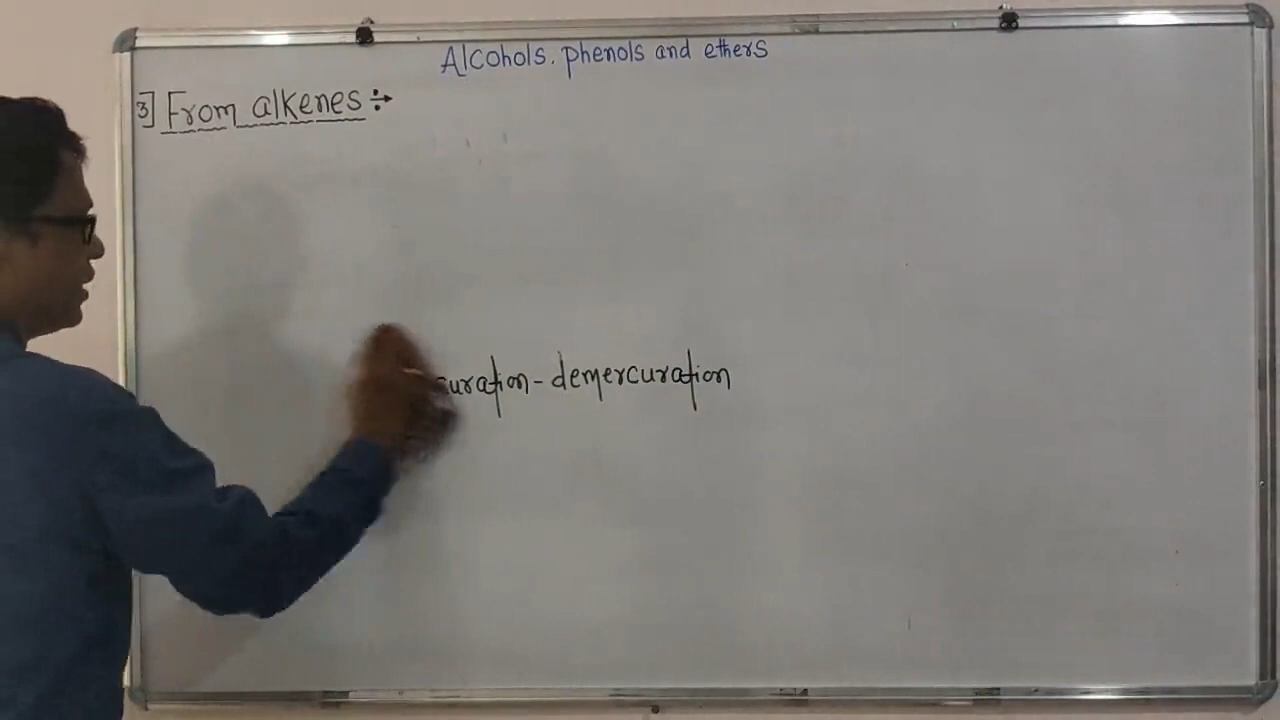 Alcohols. phenols and ethers
3] From alkenes ÷→
curation - demercuration